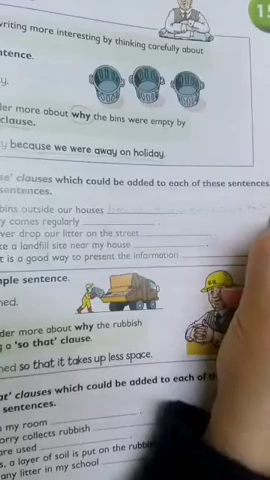 15
writing more interesting by thinking carefully about
ntence.
y.
der more about why the bins were empty by
clause.
y because we were away on holiday.
se' clauses which could be added to each of these sentences
sentences.
bins outside our houses
y comes regularly
ver drop our litter on the street
te a landfill site near my house
t is a good way to present the information
mple sentence.
hed.
der more about why the rubbish
g a 'so that' clause.
hed so that it takes up less space.
at' clauses which could be added to each of th
sentences.
n my room
orry collects rubbish
are used
s, a layer of soil is put on the rubbi
any litter in my school